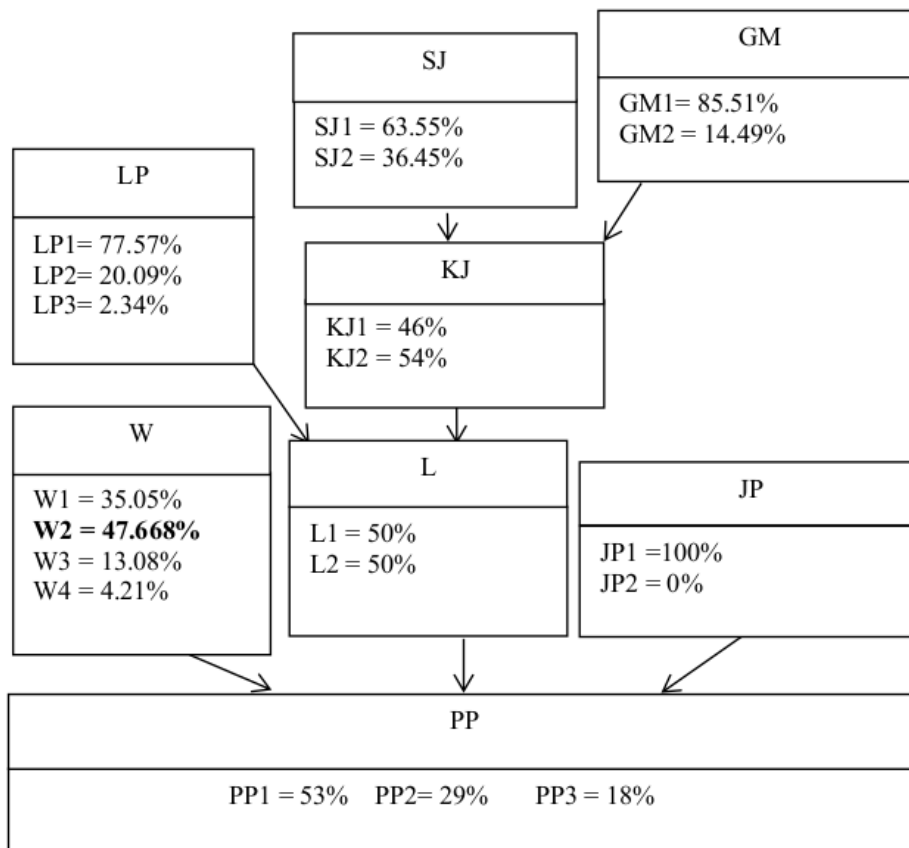 SJ
SJ1 = 63.55%
SJ2 = 36.45%
GM
GM1= 85.51%
GM2 = 14.49%
LP
LP1= 77.57%
LP2= 20.09%
LP3= 2.34%
KJ
KJ1 = 46%
KJ2 = 54%
W
W1 = 35.05%
W2 = 47.668%
W3 = 13.08%
W4 = 4.21%
L
L1 = 50%
L2 = 50%
JP
JP1 =100%
JP2 = 0%
PP
PP1 = 53% PP2= 29% PP3 = 18%